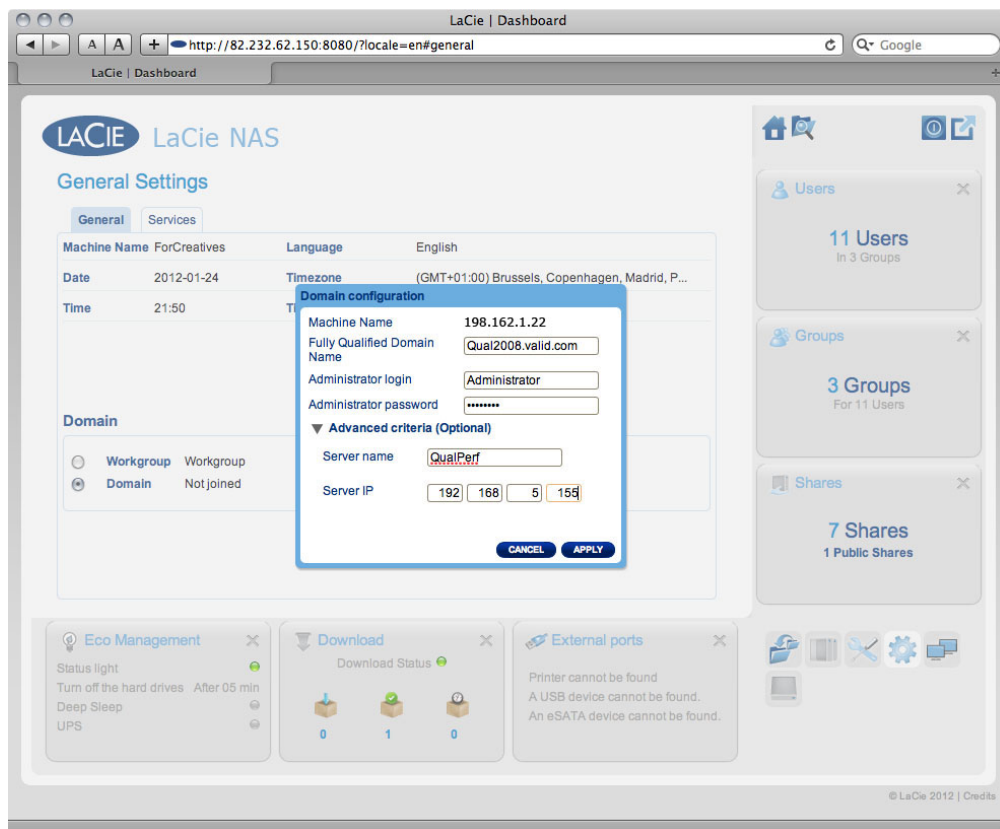 LaCie | Dashboard
A A + http://82.232.62.150:8080/?locale=en#general Google
LaCie | Dashboard
LACIE LaCie NAS
General Settings
General Services
Machine Name ForCreatives Language English
Date 2012-01-24 Timezone (GMT+01:00) Brussels, Copenhagen, Madrid, P...
Time 21:50
Domain configuration
Machine Name 198.162.1.22
Fully Qualified Domain Name Qual2008.valid.com
Administrator login Administrator
Administrator password ••••••••
Advanced criteria (Optional)
Server name QualPerf
Server IP 192 168 5 155
CANCEL APPLY
Domain
Workgroup Workgroup
Domain Not joined
Users
11 Users
In 3 Groups
Groups
3 Groups
For 11 Users
Shares
7 Shares
1 Public Shares
Eco Management
Status light
Turn off the hard drives After 05 min
Deep Sleep
UPS
Download
Download Status
0 1 0
External ports
Printer cannot be found
A USB device cannot be found.
An eSATA device cannot be found.
© LaCie 2012 | Credits